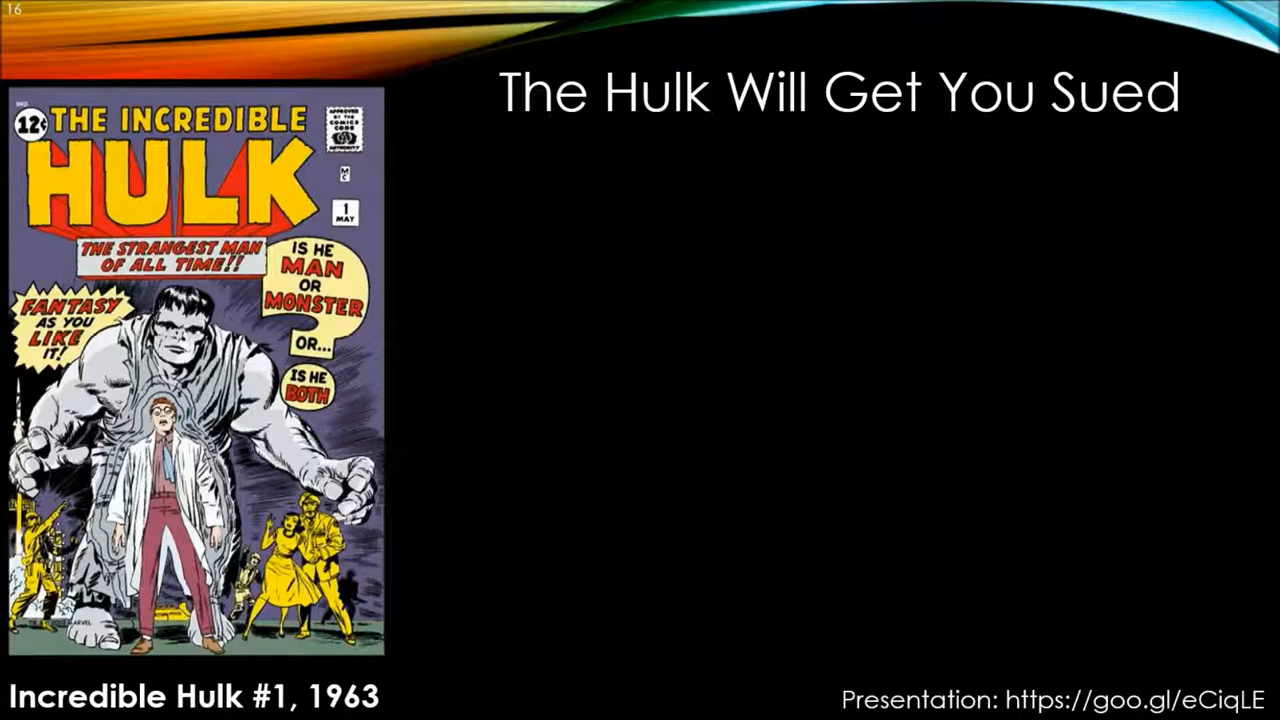 16
The Hulk Will Get You Sued
IND.
12¢
THE INCREDIBLE
HULK
APPROVED
BY THE
COMICS
CODE
AUTHORITY
M
C
1
MAY
THE STRANGEST MAN
OF ALL TIME!!
IS HE
MAN
OR
MONSTER
OR...
IS HE
BOTH
FANTASY
AS YOU
LIKE
IT!
MARVEL
Incredible Hulk #1, 1963
Presentation: https://goo.gl/eCiqLE